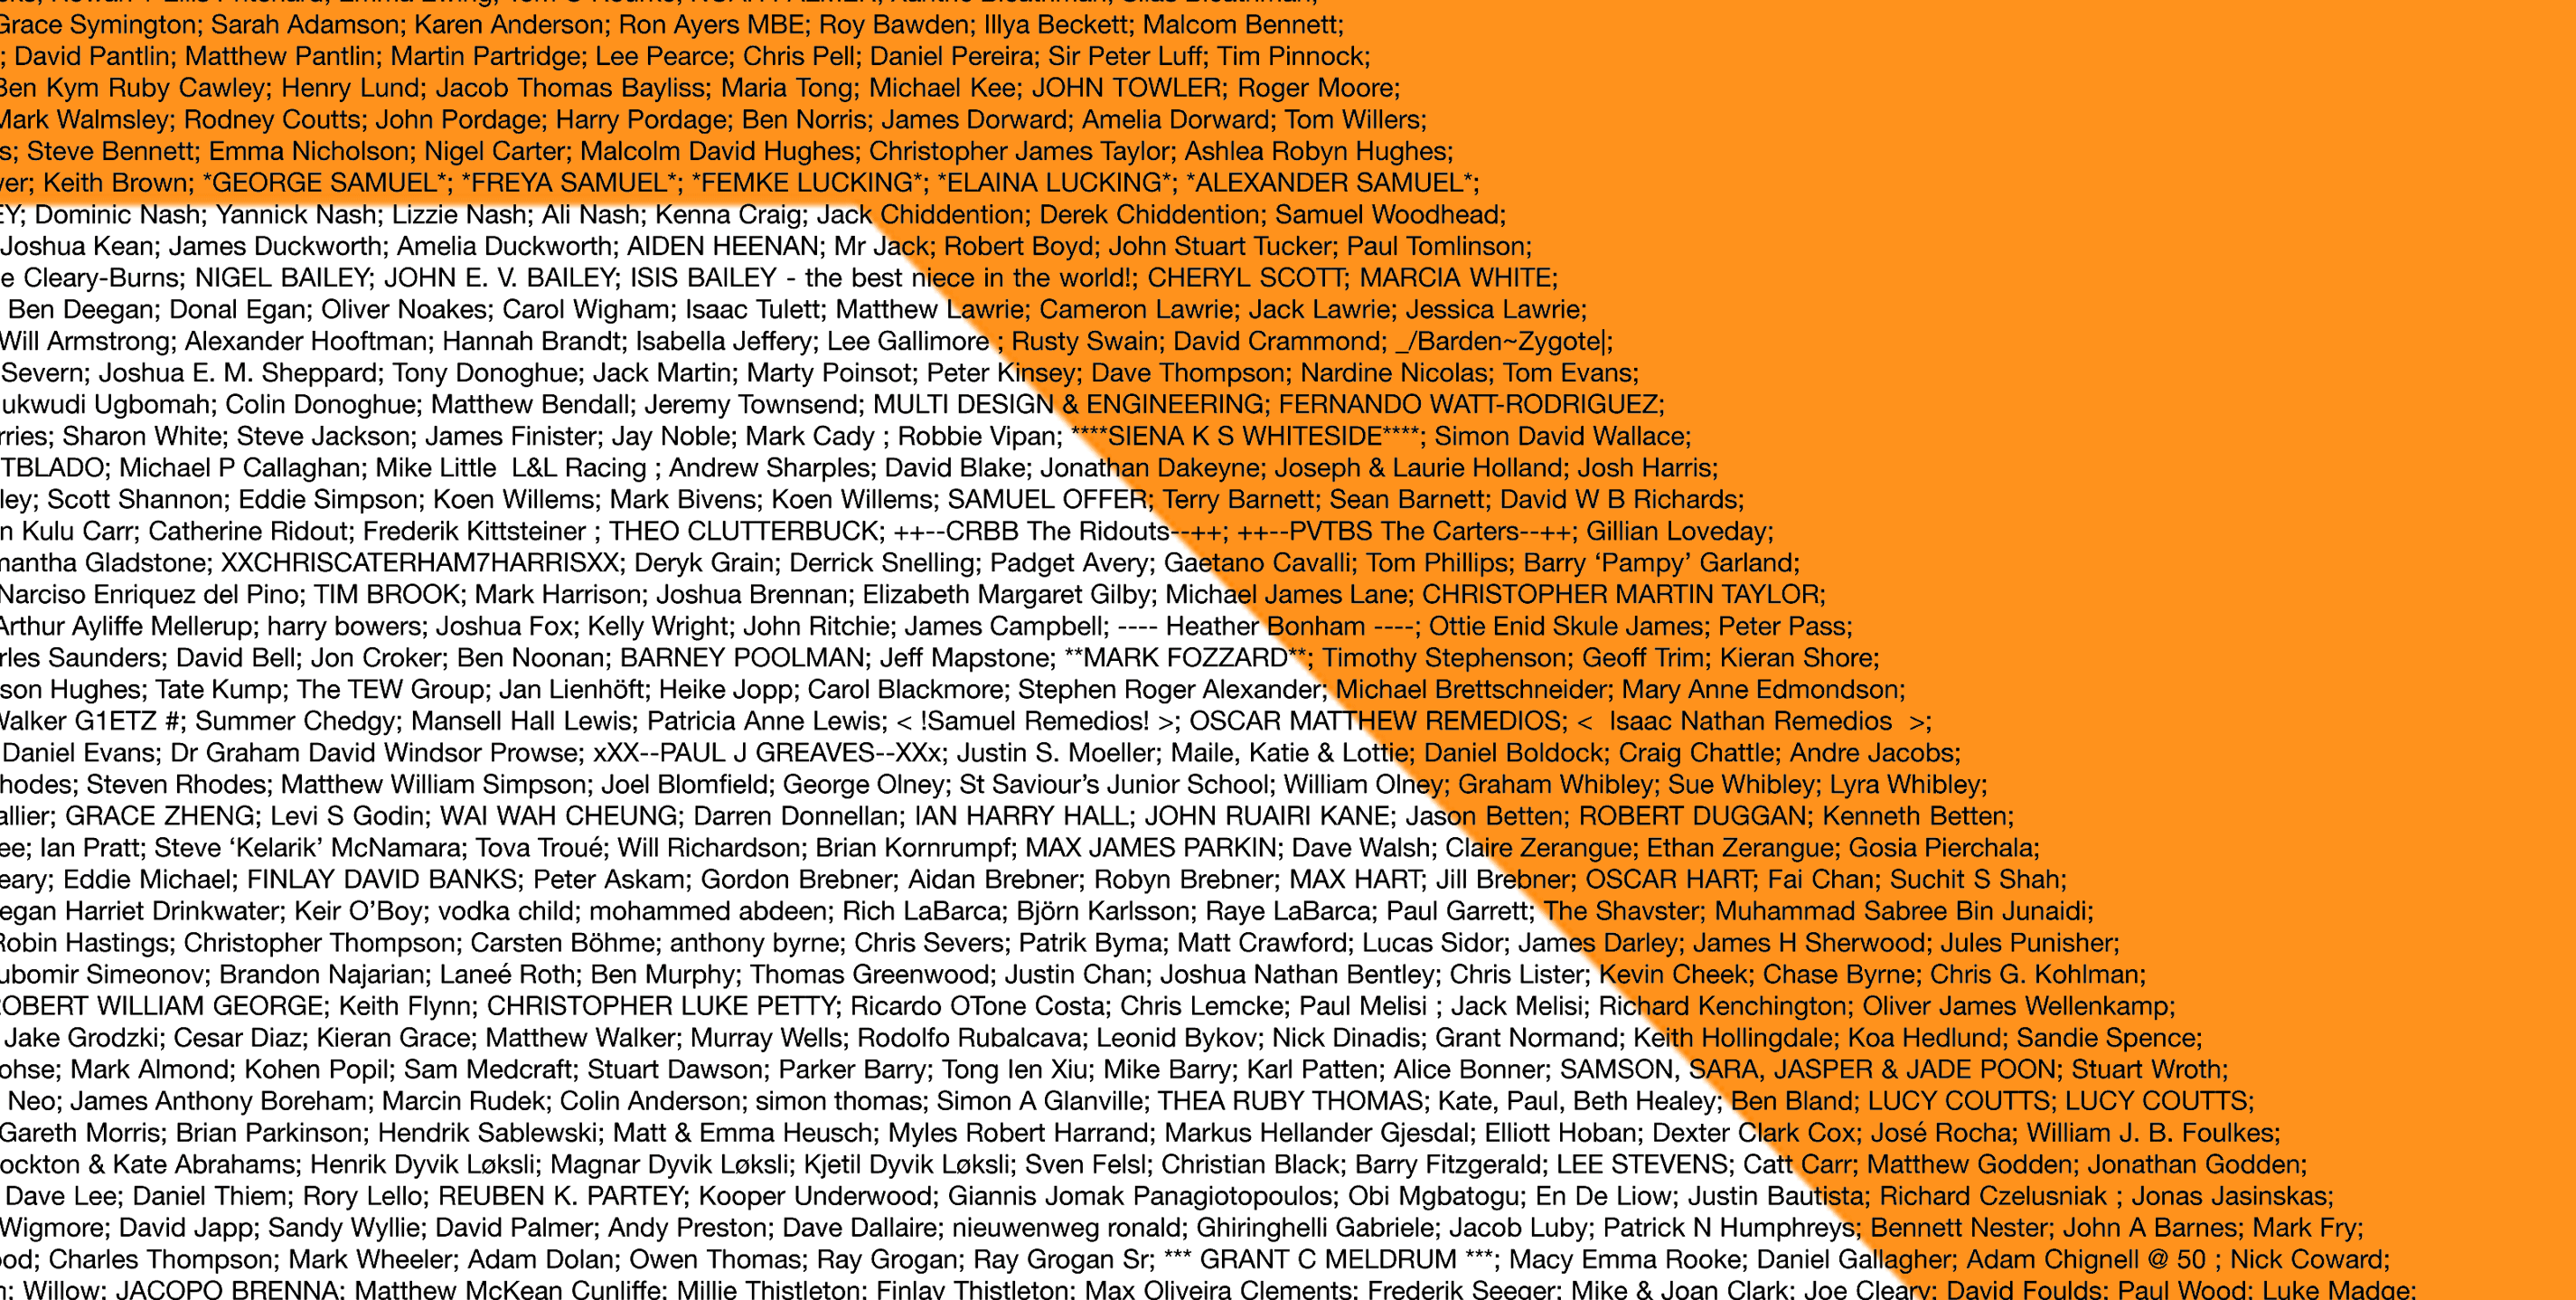 Grace Symington; Sarah Adamson; Karen Anderson; Ron Ayers MBE; Roy Bawden; Illya Beckett; Malcom Bennett;
; David Pantlin; Matthew Pantlin; Martin Partridge; Lee Pearce; Chris Pell; Daniel Pereira; Sir Peter Luff; Tim Pinnock;
Ben Kym Ruby Cawley; Henry Lund; Jacob Thomas Bayliss; Maria Tong; Michael Kee; JOHN TOWLER; Roger Moore;
Mark Walmsley; Rodney Coutts; John Pordage; Harry Pordage; Ben Norris; James Dorward; Amelia Dorward; Tom Willers;
s; Steve Bennett; Emma Nicholson; Nigel Carter; Malcolm David Hughes; Christopher James Taylor; Ashlea Robyn Hughes;
yer; Keith Brown; *GEORGE SAMUEL*; *FREYA SAMUEL*; *FEMKE LUCKING*; *ELAINA LUCKING*; *ALEXANDER SAMUEL*;
EY; Dominic Nash; Yannick Nash; Lizzie Nash; Ali Nash; Kenna Craig; Jack Chiddention; Derek Chiddention; Samuel Woodhead;
Joshua Kean; James Duckworth; Amelia Duckworth; AIDEN HEENAN; Mr Jack; Robert Boyd; John Stuart Tucker; Paul Tomlinson;
e Cleary-Burns; NIGEL BAILEY; JOHN E. V. BAILEY; ISIS BAILEY - the best niece in the world!; CHERYL SCOTT; MARCIA WHITE;
Ben Deegan; Donal Egan; Oliver Noakes; Carol Wigham; Isaac Tulett; Matthew Lawrie; Cameron Lawrie; Jack Lawrie; Jessica Lawrie;
Will Armstrong; Alexander Hooftman; Hannah Brandt; Isabella Jeffery; Lee Gallimore ; Rusty Swain; David Crammond; _/Barden~Zygote|;
Severn; Joshua E. M. Sheppard; Tony Donoghue; Jack Martin; Marty Poinsot; Peter Kinsey; Dave Thompson; Nardine Nicolas; Tom Evans;
ukwudi Ugbomah; Colin Donoghue; Matthew Bendall; Jeremy Townsend; MULTI DESIGN & ENGINEERING; FERNANDO WATT-RODRIGUEZ;
rries; Sharon White; Steve Jackson; James Finister; Jay Noble; Mark Cady ; Robbie Vipan; ****SIENA K S WHITESIDE****; Simon David Wallace;
TBLADO; Michael P Callaghan; Mike Little  L&L Racing ; Andrew Sharples; David Blake; Jonathan Dakeyne; Joseph & Laurie Holland; Josh Harris;
ley; Scott Shannon; Eddie Simpson; Koen Willems; Mark Bivens; Koen Willems; SAMUEL OFFER; Terry Barnett; Sean Barnett; David W B Richards;
n Kulu Carr; Catherine Ridout; Frederik Kittsteiner ; THEO CLUTTERBUCK; ++--CRBB The Ridouts--++; ++--PVTBS The Carters--++; Gillian Loveday;
mantha Gladstone; XXCHRISCATERHAM7HARRISXX; Deryk Grain; Derrick Snelling; Padget Avery; Gaetano Cavalli; Tom Phillips; Barry ‘Pampy’ Garland;
Narciso Enriquez del Pino; TIM BROOK; Mark Harrison; Joshua Brennan; Elizabeth Margaret Gilby; Michael James Lane; CHRISTOPHER MARTIN TAYLOR;
Arthur Ayliffe Mellerup; harry bowers; Joshua Fox; Kelly Wright; John Ritchie; James Campbell; ---- Heather Bonham ----; Ottie Enid Skule James; Peter Pass;
rles Saunders; David Bell; Jon Croker; Ben Noonan; BARNEY POOLMAN; Jeff Mapstone; **MARK FOZZARD**; Timothy Stephenson; Geoff Trim; Kieran Shore;
son Hughes; Tate Kump; The TEW Group; Jan Lienhöft; Heike Jopp; Carol Blackmore; Stephen Roger Alexander; Michael Brettschneider; Mary Anne Edmondson;
Walker G1ETZ #; Summer Chedgy; Mansell Hall Lewis; Patricia Anne Lewis; < !Samuel Remedios! >; OSCAR MATTHEW REMEDIOS; <  Isaac Nathan Remedios  >;
Daniel Evans; Dr Graham David Windsor Prowse; xXX--PAUL J GREAVES--XXx; Justin S. Moeller; Maile, Katie & Lottie; Daniel Boldock; Craig Chattle; Andre Jacobs;
hodes; Steven Rhodes; Matthew William Simpson; Joel Blomfield; George Olney; St Saviour’s Junior School; William Olney; Graham Whibley; Sue Whibley; Lyra Whibley;
allier; GRACE ZHENG; Levi S Godin; WAI WAH CHEUNG; Darren Donnellan; IAN HARRY HALL; JOHN RUAIRI KANE; Jason Betten; ROBERT DUGGAN; Kenneth Betten;
ee; Ian Pratt; Steve ‘Kelarik’ McNamara; Tova Troué; Will Richardson; Brian Kornrumpf; MAX JAMES PARKIN; Dave Walsh; Claire Zerangue; Ethan Zerangue; Gosia Pierchala;
eary; Eddie Michael; FINLAY DAVID BANKS; Peter Askam; Gordon Brebner; Aidan Brebner; Robyn Brebner; MAX HART; Jill Brebner; OSCAR HART; Fai Chan; Suchit S Shah;
egan Harriet Drinkwater; Keir O’Boy; vodka child; mohammed abdeen; Rich LaBarca; Björn Karlsson; Raye LaBarca; Paul Garrett; The Shavster; Muhammad Sabree Bin Junaidi;
Robin Hastings; Christopher Thompson; Carsten Böhme; anthony byrne; Chris Severs; Patrik Byma; Matt Crawford; Lucas Sidor; James Darley; James H Sherwood; Jules Punisher;
ubomir Simeonov; Brandon Najarian; Laneé Roth; Ben Murphy; Thomas Greenwood; Justin Chan; Joshua Nathan Bentley; Chris Lister; Kevin Cheek; Chase Byrne; Chris G. Kohlman;
ROBERT WILLIAM GEORGE; Keith Flynn; CHRISTOPHER LUKE PETTY; Ricardo OTone Costa; Chris Lemcke; Paul Melisi ; Jack Melisi; Richard Kenchington; Oliver James Wellenkamp;
Jake Grodzki; Cesar Diaz; Kieran Grace; Matthew Walker; Murray Wells; Rodolfo Rubalcava; Leonid Bykov; Nick Dinadis; Grant Normand; Keith Hollingdale; Koa Hedlund; Sandie Spence;
ohse; Mark Almond; Kohen Popil; Sam Medcraft; Stuart Dawson; Parker Barry; Tong Ien Xiu; Mike Barry; Karl Patten; Alice Bonner; SAMSON, SARA, JASPER & JADE POON; Stuart Wroth;
Neo; James Anthony Boreham; Marcin Rudek; Colin Anderson; simon thomas; Simon A Glanville; THEA RUBY THOMAS; Kate, Paul, Beth Healey; Ben Bland; LUCY COUTTS; LUCY COUTTS;
Gareth Morris; Brian Parkinson; Hendrik Sablewski; Matt & Emma Heusch; Myles Robert Harrand; Markus Hellander Gjesdal; Elliott Hoban; Dexter Clark Cox; José Rocha; William J. B. Foulkes;
ockton & Kate Abrahams; Henrik Dyvik Løksli; Magnar Dyvik Løksli; Kjetil Dyvik Løksli; Sven Felsl; Christian Black; Barry Fitzgerald; LEE STEVENS; Catt Carr; Matthew Godden; Jonathan Godden;
Dave Lee; Daniel Thiem; Rory Lello; REUBEN K. PARTEY; Kooper Underwood; Giannis Jomak Panagiotopoulos; Obi Mgbatogu; En De Liow; Justin Bautista; Richard Czelusniak ; Jonas Jasinskas;
Wigmore; David Japp; Sandy Wyllie; David Palmer; Andy Preston; Dave Dallaire; nieuwenweg ronald; Ghiringhelli Gabriele; Jacob Luby; Patrick N Humphreys; Bennett Nester; John A Barnes; Mark Fry;
ood; Charles Thompson; Mark Wheeler; Adam Dolan; Owen Thomas; Ray Grogan; Ray Grogan Sr; *** GRANT C MELDRUM ***; Macy Emma Rooke; Daniel Gallagher; Adam Chignell @ 50 ; Nick Coward;
Willow; JACOPO BRENNA; Matthew McKean Cunliffe; Millie Thistleton; Finlay Thistleton; Max Oliveira Clements; Frederik Seeger; Mike & Joan Clark; Joe Cleary; David Foulds; Paul Wood; Luke Madge;